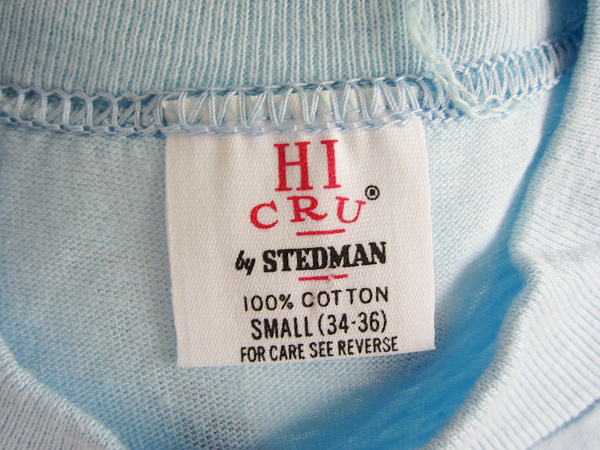 HI
CRU®
by STEDMAN
100% COTTON
SMALL (34-36)
FOR CARE SEE REVERSE